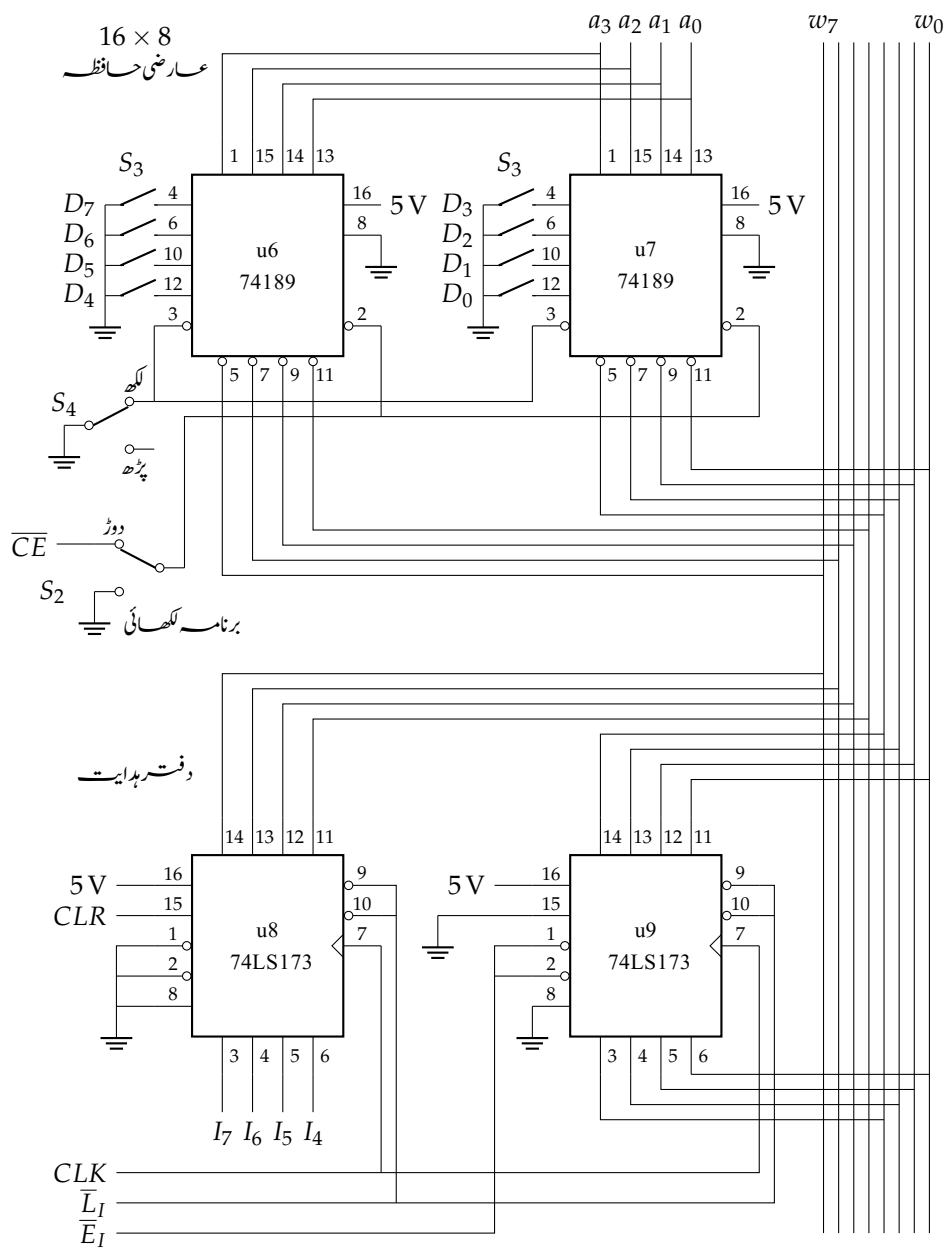 a3 a2 a1 a0 w7 w0
16 × 8
عارضی حافظہ
1 15 14 13 1 15 14 13
S3 S3
D7 4 16 5 V D3 4 16 5 V
D6 6 8 D2 6 8
D5 10 D1 10
D4 12 D0 12
u6 u7
74189 74189
3 2 3 2
5 7 9 11 5 7 9 11
لکھ
S4
پڑھ
دوڑ
C̅E̅
S2
برنامہ لکھائی
دفتر ہدایت
14 13 12 11 14 13 12 11
5 V 16 9 5 V 16 9
CLR 15 10 15 10
1 7 1 7
2 2
8 8
u8 u9
74LS173 74LS173
3 4 5 6 3 4 5 6
I7 I6 I5 I4
CLK
L̅I
E̅I